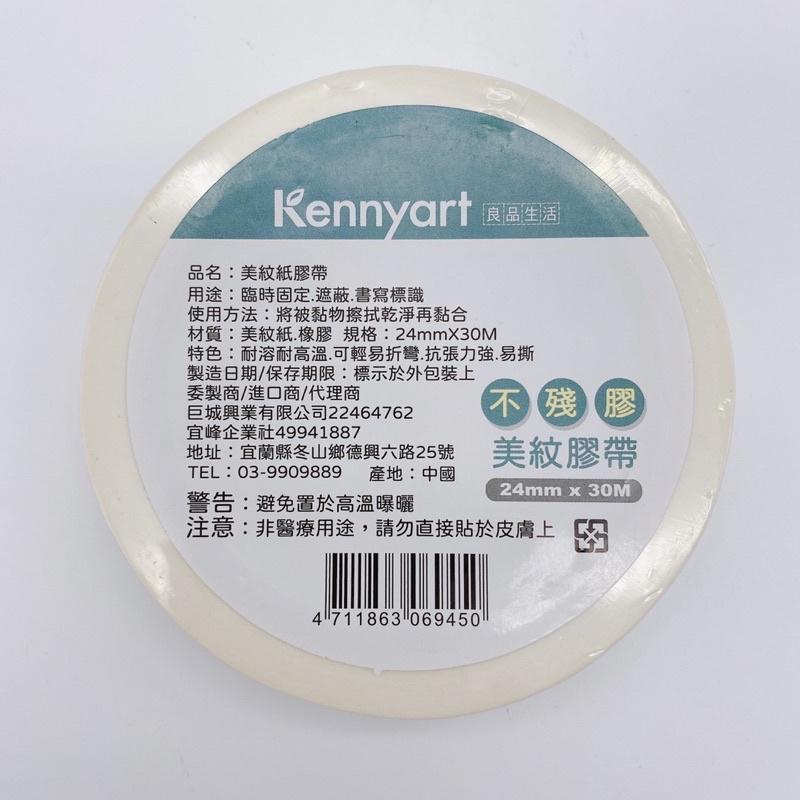 Kennyart 良品生活
品名：美紋紙膠帶
用途：臨時固定.遮蔽.書寫標識
使用方法：將被黏物擦拭乾淨再黏合
材質：美紋紙.橡膠 規格：24mmX30M
特色：耐溶耐高溫.可輕易折彎.抗張力強.易撕
製造日期/保存期限：標示於外包裝上
委製商/進口商/代理商
巨城興業有限公司22464762
宜峰企業社49941887
地址：宜蘭縣冬山鄉德興六路25號
TEL：03-9909889 產地：中國
不殘膠
美紋膠帶
24mm x 30M
警告：避免置於高溫曝曬
注意：非醫療用途，請勿直接貼於皮膚上
4 711863 069450